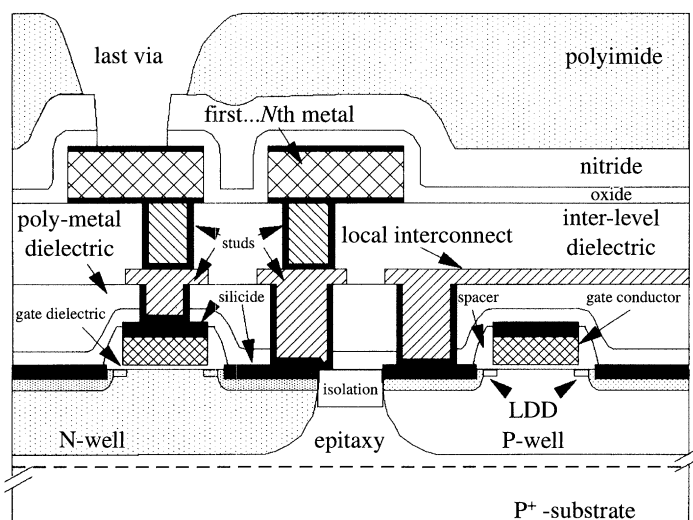 last via
polyimide
first...Nth metal
nitride
oxide
poly-metal
dielectric
studs
inter-level
dielectric
local interconnect
gate dielectric
silicide
spacer
gate conductor
isolation
LDD
N-well
epitaxy
P-well
P+ -substrate